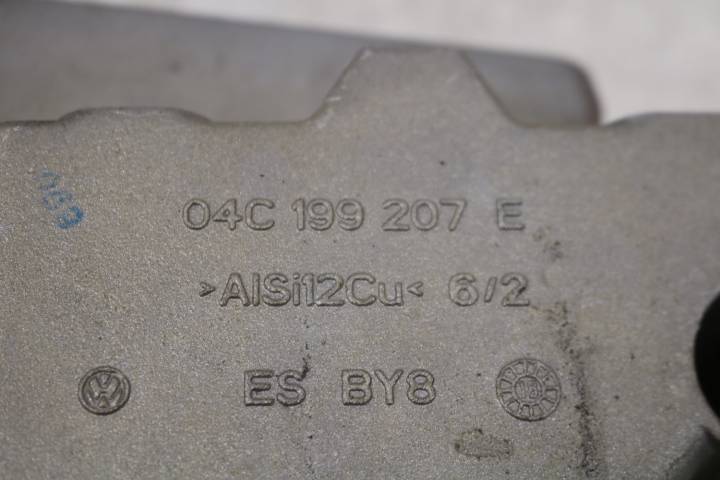 04C 199 207 E
>AlSi12Cu< 6/2
ES BY8